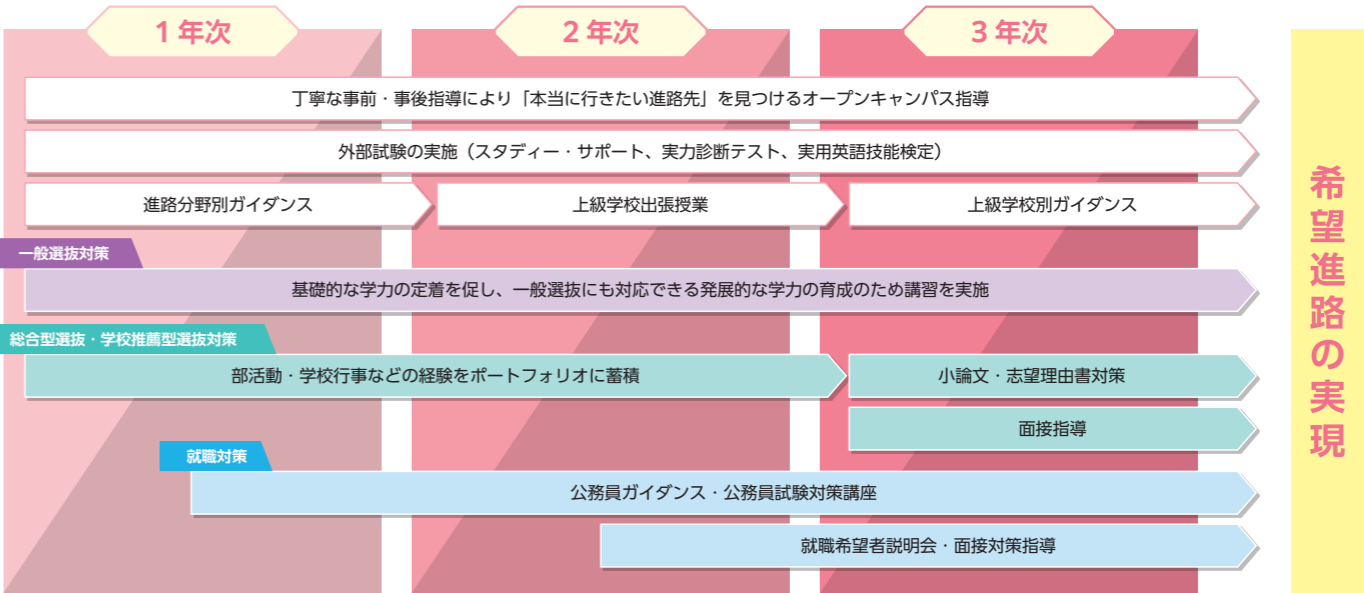 1 年次
2 年次
3 年次
丁寧な事前・事後指導により「本当に行きたい進路先」を見つけるオープンキャンパス指導
外部試験の実施（スタディー・サポート、実力診断テスト、実用英語技能検定）
進路分野別ガイダンス
上級学校出張授業
上級学校別ガイダンス
一般選抜対策
基礎的な学力の定着を促し、一般選抜にも対応できる発展的な学力の育成のため講習を実施
総合型選抜・学校推薦型選抜対策
部活動・学校行事などの経験をポートフォリオに蓄積
小論文・志望理由書対策
面接指導
就職対策
公務員ガイダンス・公務員試験対策講座
就職希望者説明会・面接対策指導
希望進路の実現